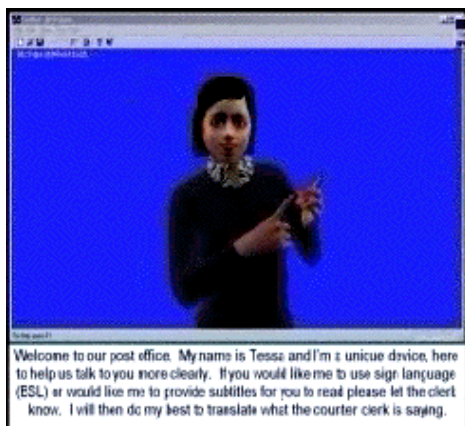 Welcome to our post office. My name is Tessa and I'm a unique device, here
to help us talk to you more clearly. If you would like me to use sign language
(ESL) or would like me to provide subtitles for you to read please let the clerk
know. I will then do my best to translate what the counter clerk is saying.